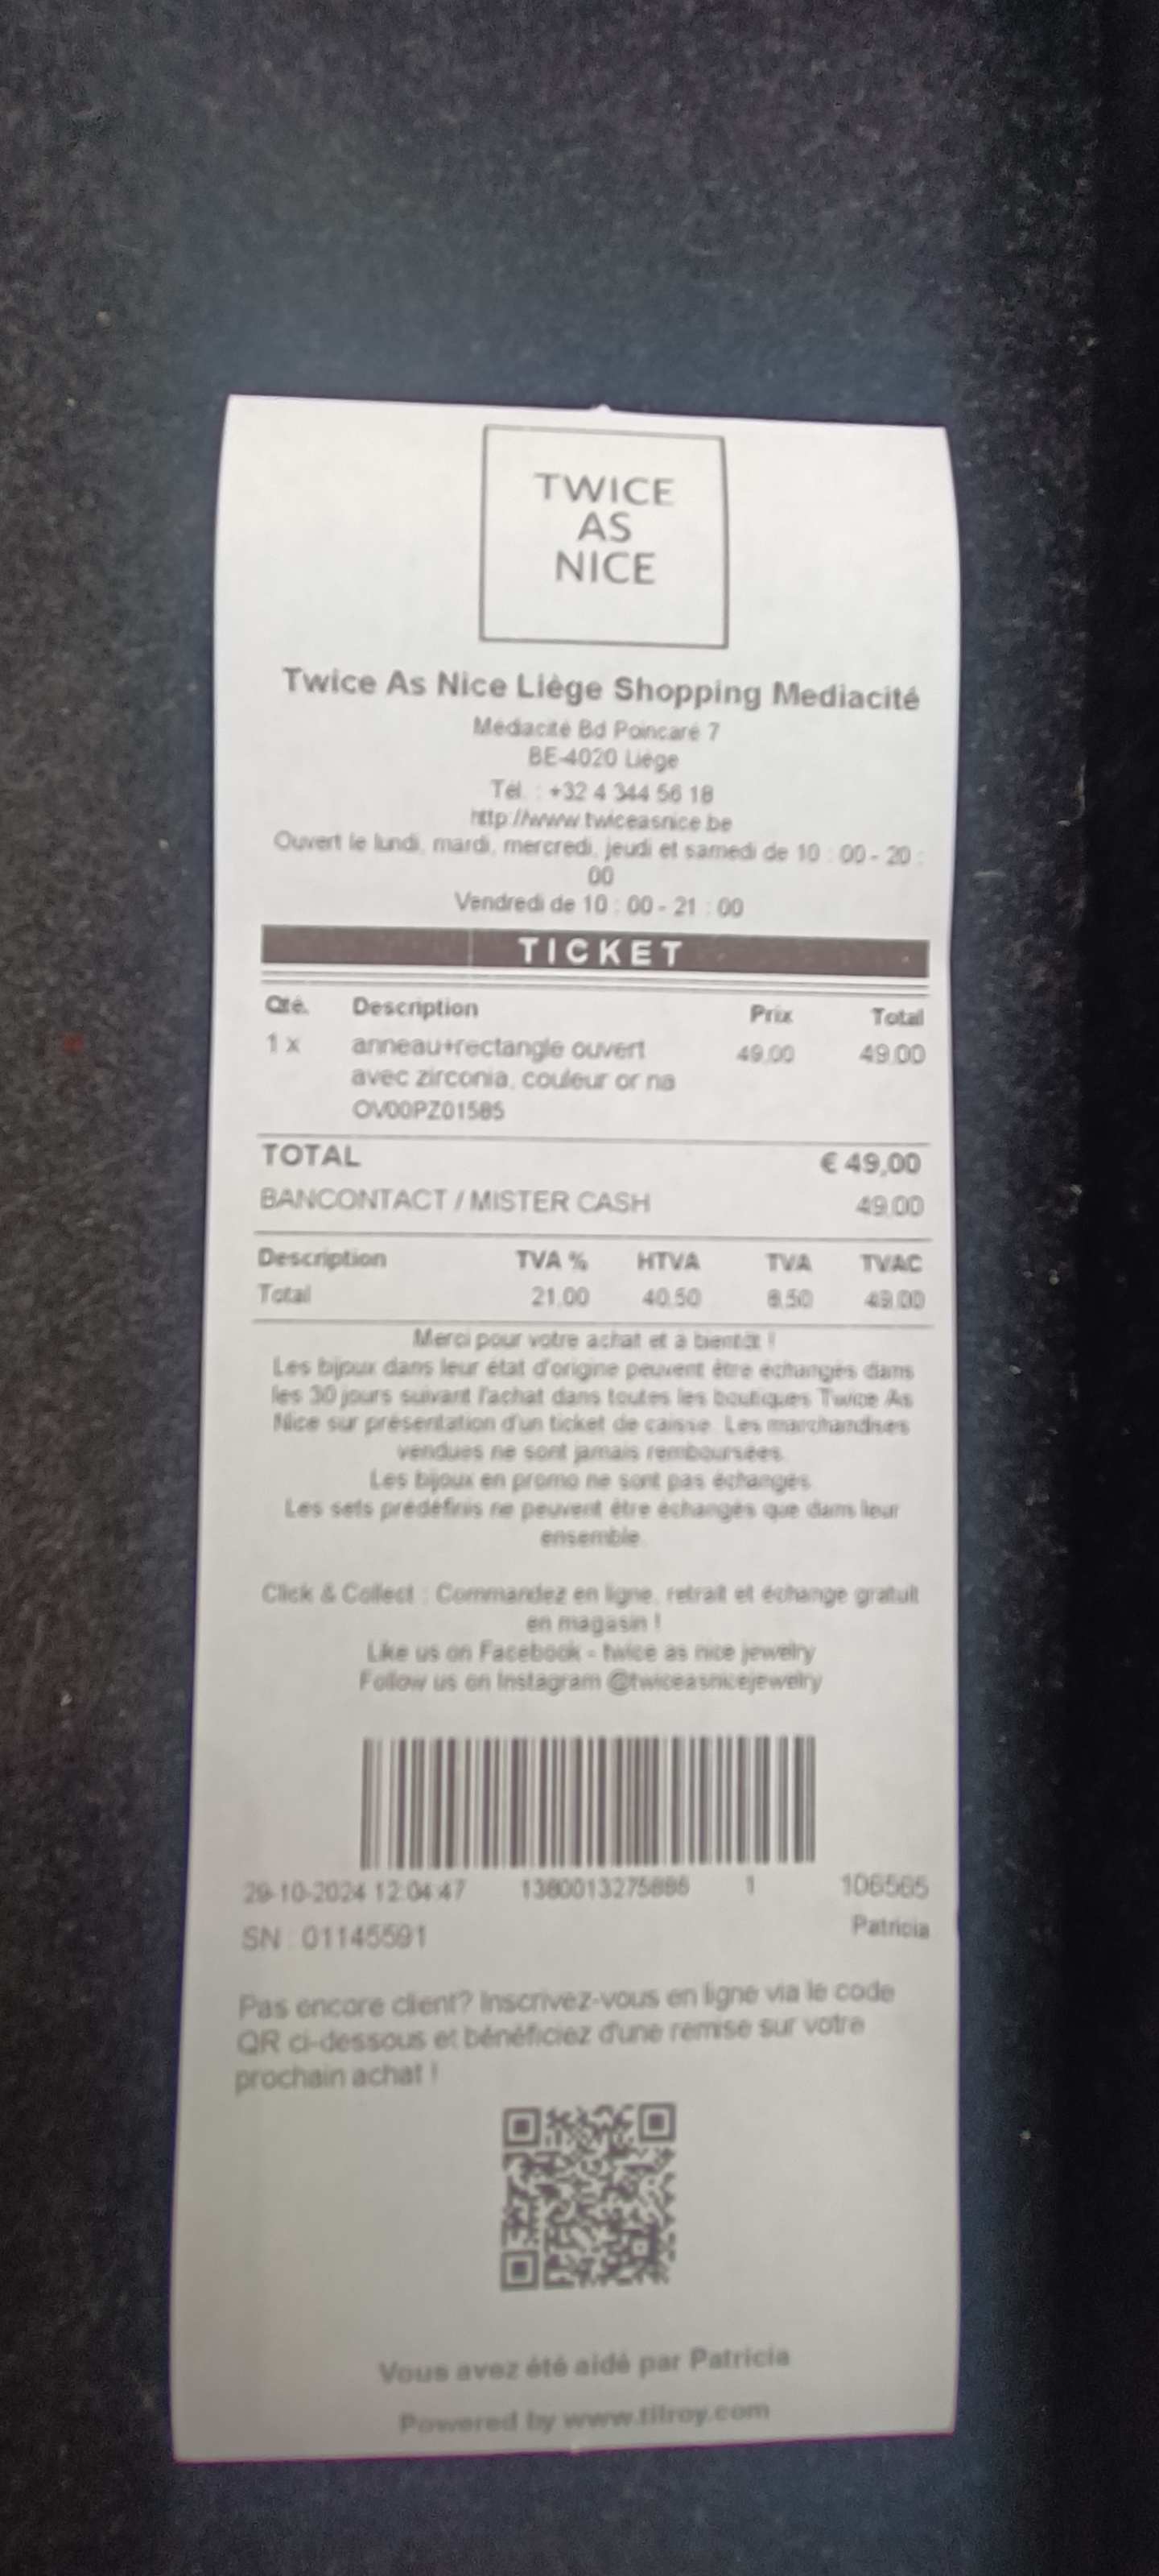 TWICE
AS
NICE
Twice As Nice Liège Shopping Mediacité
Médiacité Bd Poincaré 7
BE-4020 Liège
Tél. : +32 4 344 56 18
http://www.twiceasnice.be
Ouvert le lundi, mardi, mercredi, jeudi et samedi de 10 : 00 - 20 :
00
Vendredi de 10 : 00 - 21 : 00
TICKET
Qté. Description Prix Total
1 x anneau+rectangle ouvert 49.00 49.00
avec zirconia, couleur or na
OV00PZ01585
TOTAL € 49,00
BANCONTACT / MISTER CASH 49.00
Description TVA % HTVA TVA TVAC
Total 21.00 40.50 8.50 49.00
Merci pour votre achat et à bientôt !
Les bijoux dans leur état d'origine peuvent être échangés dans
les 30 jours suivant l'achat dans toutes les boutiques Twice As
Nice sur présentation d'un ticket de caisse. Les marchandises
vendues ne sont jamais remboursées.
Les bijoux en promo ne sont pas échangés.
Les sets prédéfinis ne peuvent être échangés que dans leur
ensemble.
Click & Collect : Commandez en ligne, retrait et échange gratuit
en magasin !
Like us on Facebook - twice as nice jewelry
Follow us on Instagram @twiceasnicejewelry
29-10-2024 12:04:47 1380013275886 1 106565
SN : 01145591 Patricia
Pas encore client? Inscrivez-vous en ligne via le code
QR ci-dessous et bénéficiez d'une remise sur votre
prochain achat !
Vous avez été aidé par Patricia
Powered by www.tilroy.com